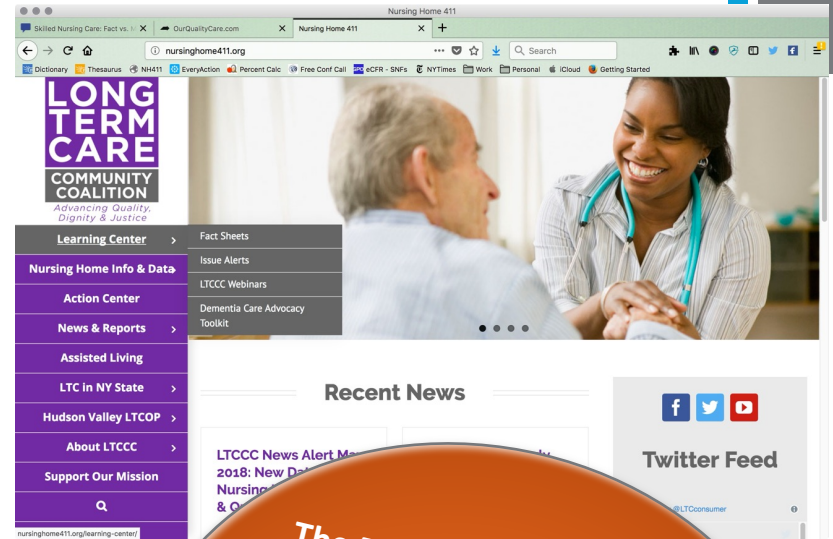 Nursing Home 411
Skilled Nursing Care: Fact vs.
OurQualityCare.com
Nursing Home 411
nursinghome411.org
Search
Dictionary Thesaurus NH411 EveryAction Percent Calc Free Conf Call eCFR - SNFs NYTimes Work Personal iCloud Getting Started
LONG
TERM
CARE
COMMUNITY
COALITION
Advancing Quality,
Dignity & Justice
Learning Center >
Fact Sheets
Issue Alerts
LTCCC Webinars
Dementia Care Advocacy
Toolkit
Nursing Home Info & Data
Action Center
News & Reports >
Assisted Living
LTC in NY State >
Hudson Valley LTCOP >
About LTCCC >
Support Our Mission
Recent News
LTCCC News Alert
2018: New
Nursing
&
Twitter Feed
@LTCconsumer
nursinghome411.org/learning-center/
The